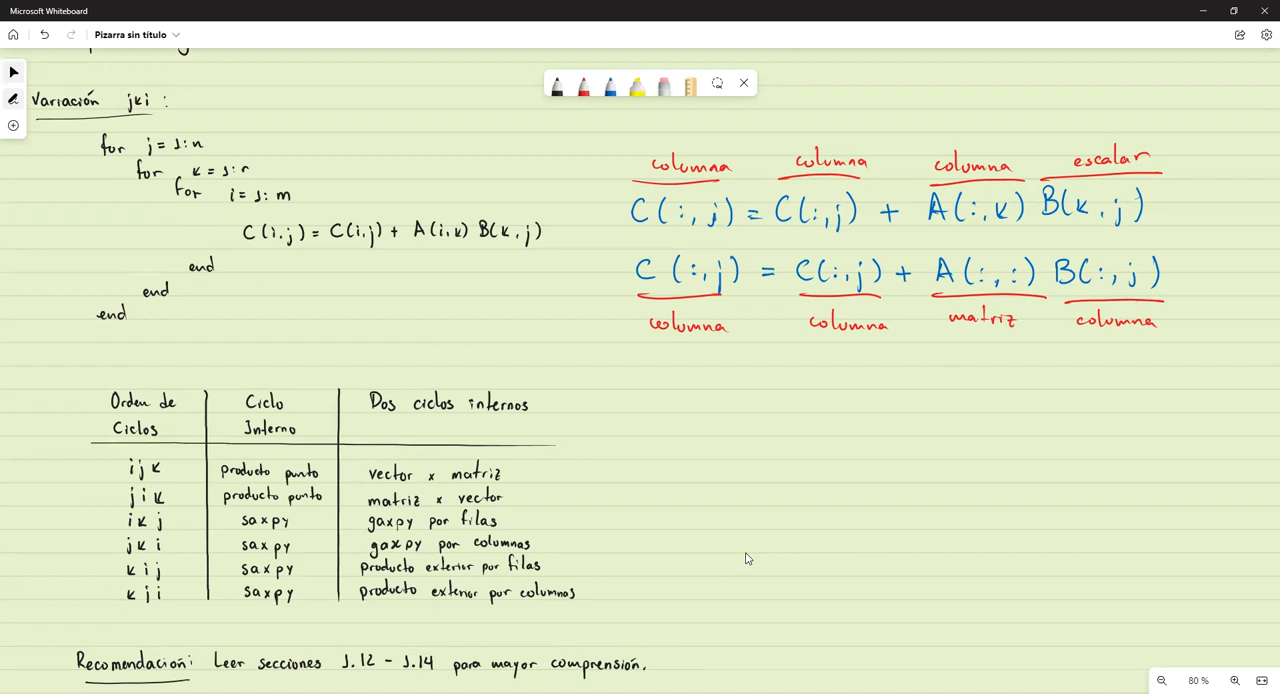 Microsoft Whiteboard
Pizarra sin título
Variación jki :
for j = 1:n
for k = 1:r
for i = 1:m
C(i,j) = C(i,j) + A(i,k) B(k,j)
end
end
end
columna columna columna escalar
C(:,j) = C(:,j) + A(:,k) B(k,j)
C(:,j) = C(:,j) + A(:,:) B(:,j)
columna columna matriz columna
Orden de Ciclo Dos ciclos internos
Ciclos Interno
ijk producto punto vector x matriz
jik producto punto matriz x vector
ikj saxpy gaxpy por filas
jki saxpy gaxpy por columnas
kij saxpy producto exterior por filas
kji saxpy producto exterior por columnas
Recomendación: Leer secciones 1.12 - 1.14 para mayor comprensión.
80 %